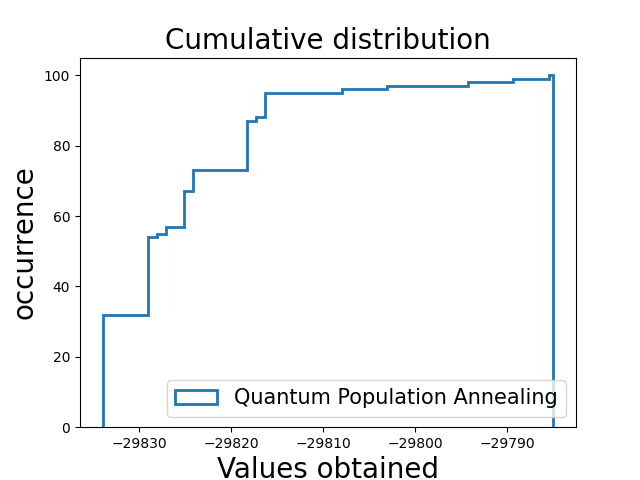 Cumulative distribution
occurrence
100
80
60
40
20
0
Quantum Population Annealing
−29830 −29820 −29810 −29800 −29790
Values obtained